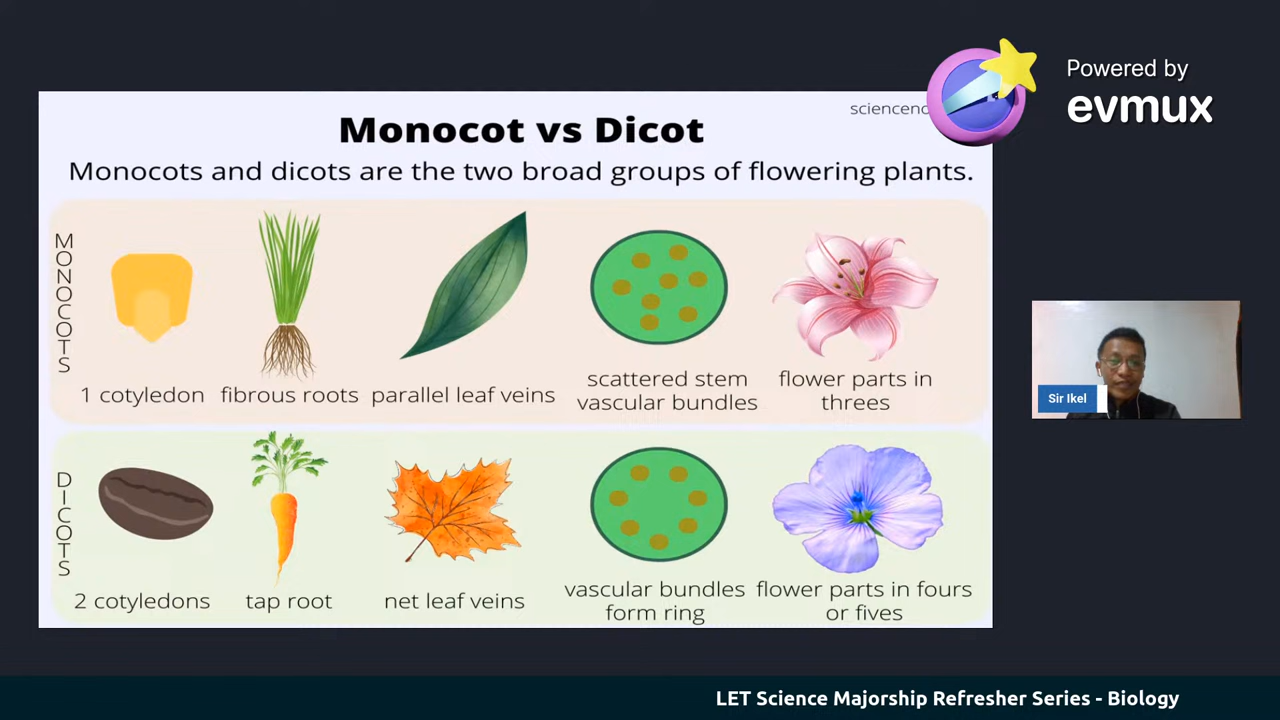 Powered by
evmux
Monocot vs Dicot
Monocots and dicots are the two broad groups of flowering plants.
MONOCOTS
1 cotyledon
fibrous roots
parallel leaf veins
scattered stem
vascular bundles
flower parts in
threes
DICOTS
2 cotyledons
tap root
net leaf veins
vascular bundles
form ring
flower parts in fours
or fives
Sir Ikel
LET Science Majorship Refresher Series - Biology